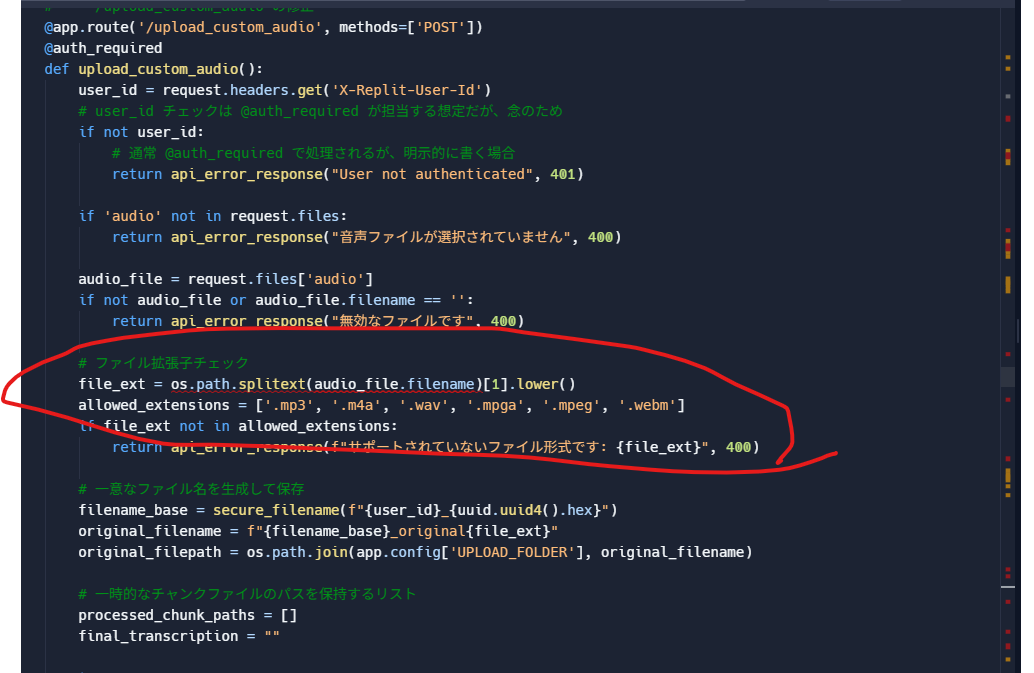 # /upload_custom_audio の修正
@app.route('/upload_custom_audio', methods=['POST'])
@auth_required
def upload_custom_audio():
user_id = request.headers.get('X-Replit-User-Id')
# user_id チェックは @auth_required が担当する想定だが、念のため
if not user_id:
# 通常 @auth_required で処理されるが、明示的に書く場合
return api_error_response("User not authenticated", 401)
if 'audio' not in request.files:
return api_error_response("音声ファイルが選択されていません", 400)
audio_file = request.files['audio']
if not audio_file or audio_file.filename == '':
return api_error_response("無効なファイルです", 400)
# ファイル拡張子チェック
file_ext = os.path.splitext(audio_file.filename)[1].lower()
allowed_extensions = ['.mp3', '.m4a', '.wav', '.mpga', '.mpeg', '.webm']
if file_ext not in allowed_extensions:
return api_error_response(f"サポートされていないファイル形式です: {file_ext}", 400)
# 一意なファイル名を生成して保存
filename_base = secure_filename(f"{user_id}_{uuid.uuid4().hex}")
original_filename = f"{filename_base}_original{file_ext}"
original_filepath = os.path.join(app.config['UPLOAD_FOLDER'], original_filename)
# 一時的なチャンクファイルのパスを保持するリスト
processed_chunk_paths = []
final_transcription = ""